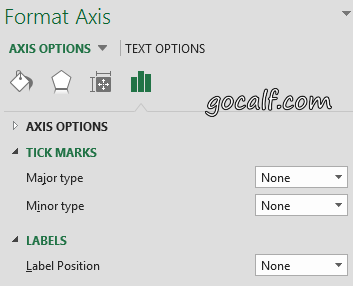 Format Axis
AXIS OPTIONS TEXT OPTIONS
gocalf.com
AXIS OPTIONS
TICK MARKS
Major type None
Minor type None
LABELS
Label Position None